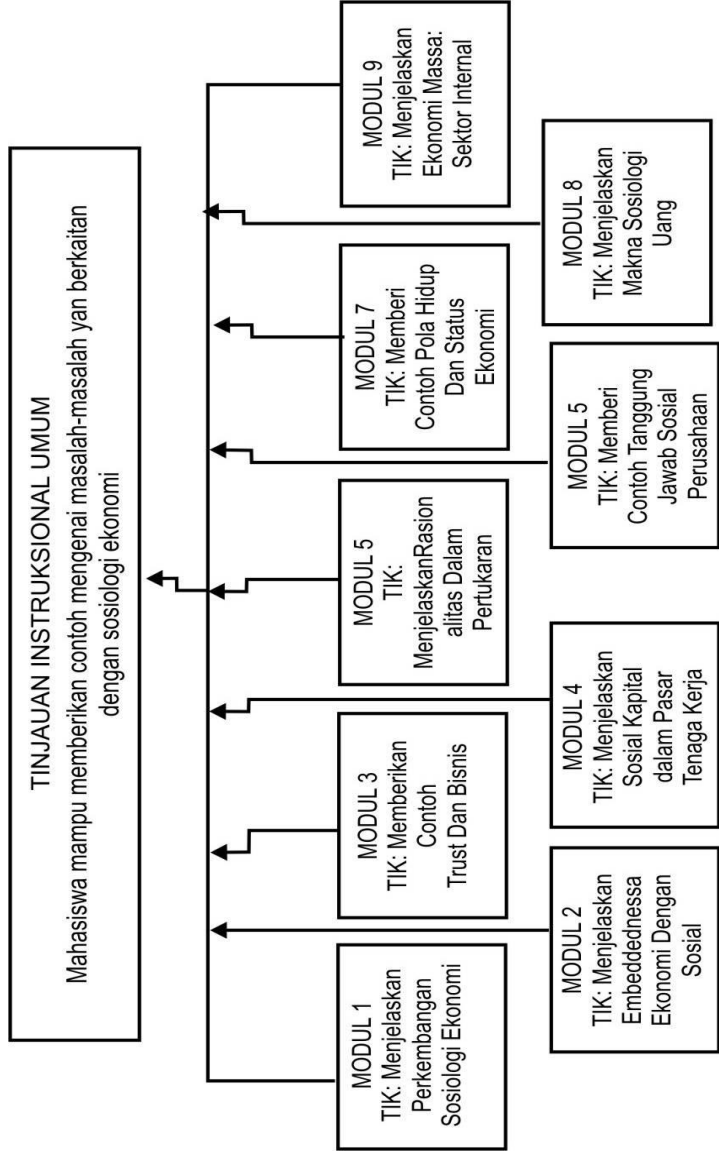 TINJAUAN INSTRUKSIONAL UMUM
Mahasiswa mampu memberikan contoh mengenai masalah-masalah yan berkaitan
dengan sosiologi ekonomi
MODUL 1
TIK: Menjelaskan
Perkembangan
Sosiologi Ekonomi
MODUL 2
TIK: Menjelaskan
Embeddednessa
Ekonomi Dengan
Sosial
MODUL 3
TIK: Memberikan
Contoh
Trust Dan Bisnis
MODUL 4
TIK: Menjelaskan
Sosial Kapital
dalam Pasar
Tenaga Kerja
MODUL 5
TIK:
MenjelaskanRasion
alitas Dalam
Pertukaran
MODUL 5
TIK: Memberi
Contoh Tanggung
Jawab Sosial
Perusahaan
MODUL 7
TIK: Memberi
Contoh Pola Hidup
Dan Status
Ekonomi
MODUL 8
TIK: Menjelaskan
Makna Sosiologi
Uang
MODUL 9
TIK: Menjelaskan
Ekonomi Massa:
Sektor Internal